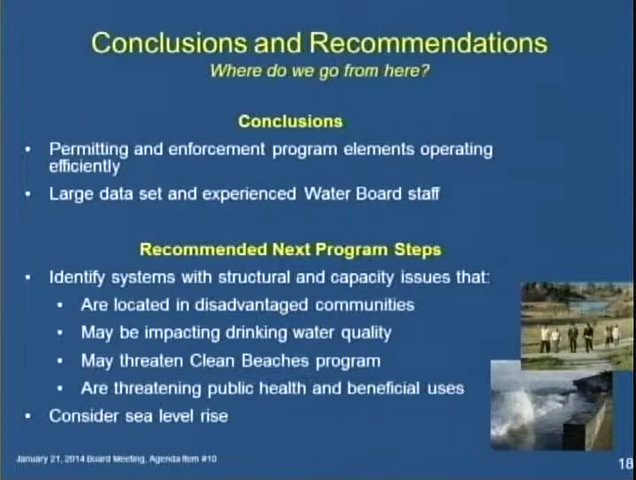 Conclusions and Recommendations
Where do we go from here?
Conclusions
• Permitting and enforcement program elements operating
efficiently
• Large data set and experienced Water Board staff
Recommended Next Program Steps
• Identify systems with structural and capacity issues that:
• Are located in disadvantaged communities
• May be impacting drinking water quality
• May threaten Clean Beaches program
• Are threatening public health and beneficial uses
• Consider sea level rise
January 21, 2014 Board Meeting, Agenda Item #10
18